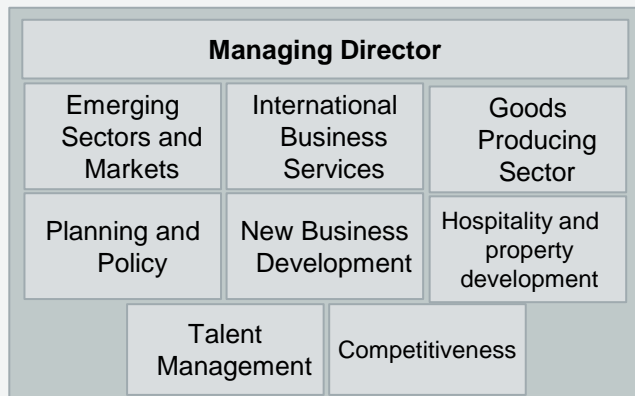 Managing Director
Emerging
Sectors and
Markets
International
Business
Services
Goods
Producing
Sector
Planning and
Policy
New Business
Development
Hospitality and
property
development
Talent
Management
Competitiveness